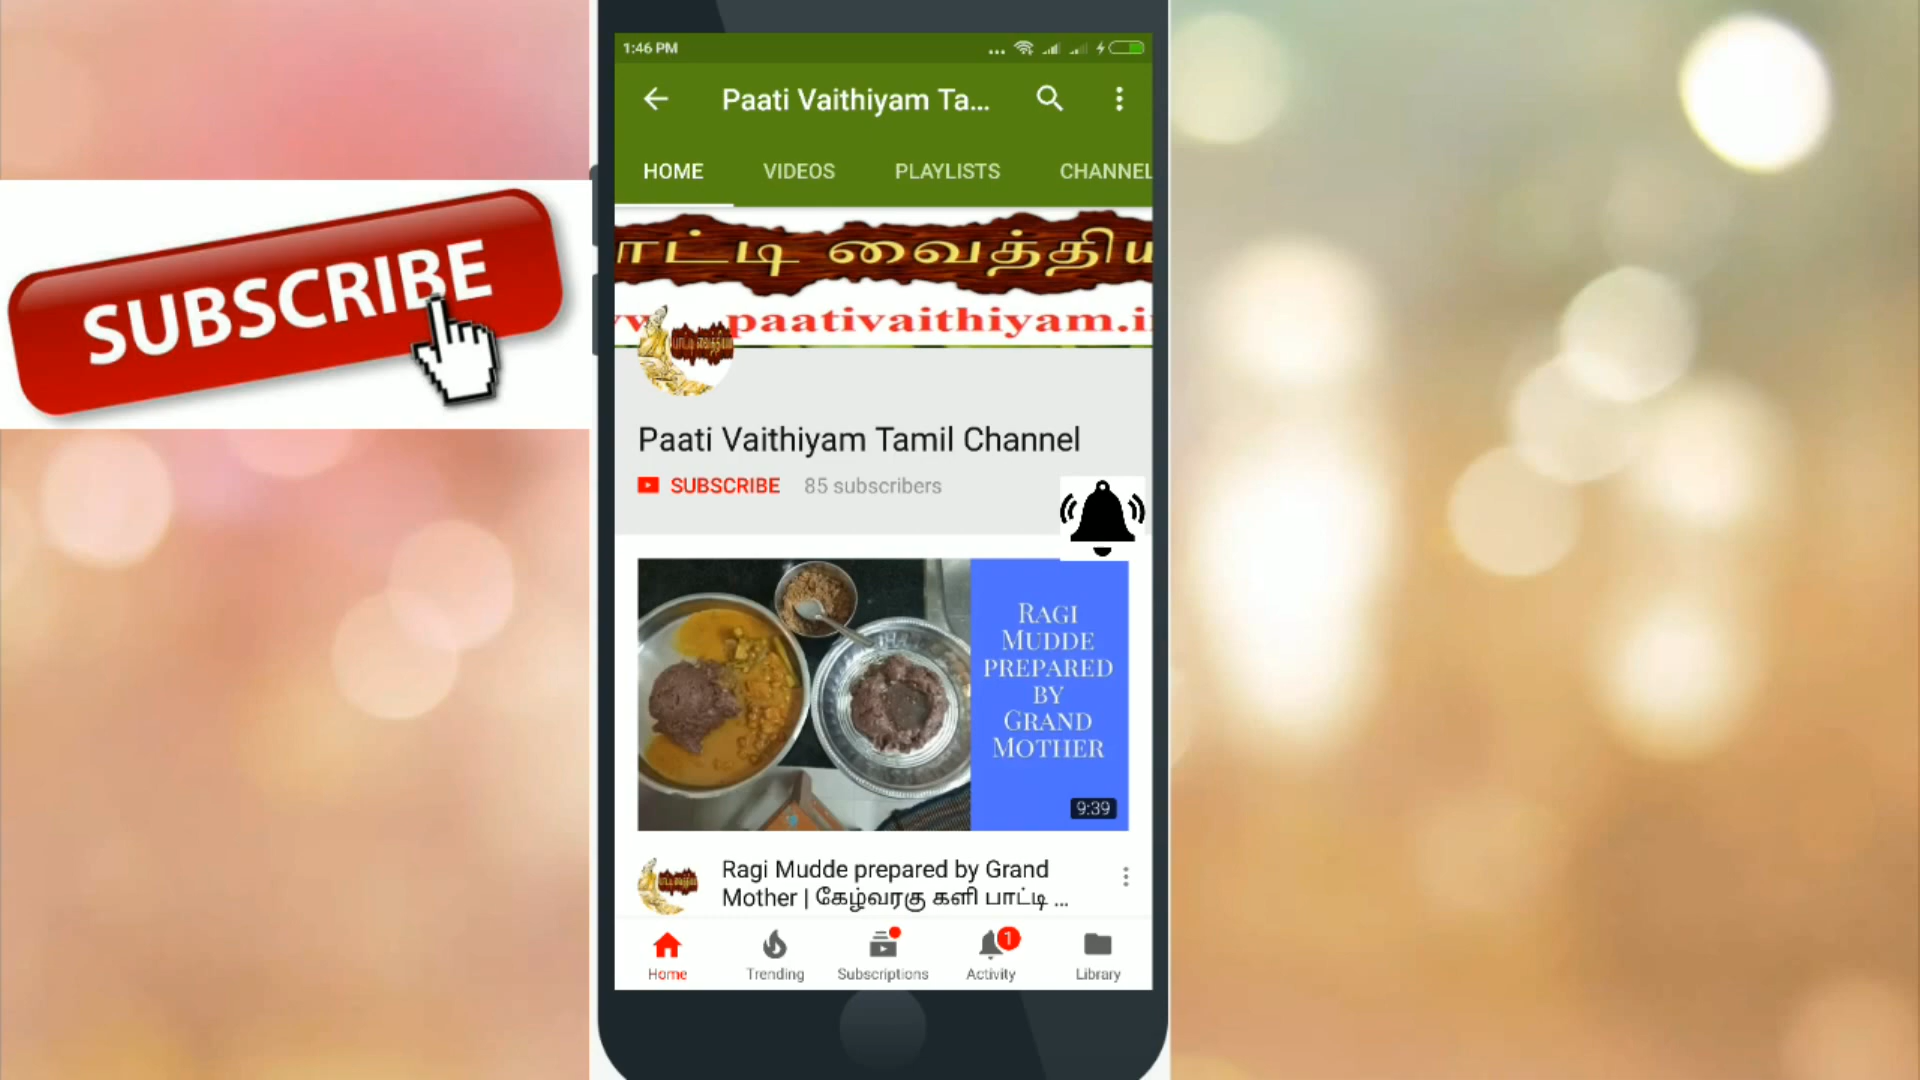 SUBSCRIBE
1:46 PM
Paati Vaithiyam Ta...
HOME VIDEOS PLAYLISTS CHANNEL
ாட்டி வைத்திய
paativaithiyam.i
பாட்டி வைத்திய
Paati Vaithiyam Tamil Channel
SUBSCRIBE 85 subscribers
RAGI
MUDDE
PREPARED
BY
GRAND
MOTHER
9:39
Ragi Mudde prepared by Grand
Mother | கேழ்வரகு களி பாட்டி ...
1
Home Trending Subscriptions Activity Library